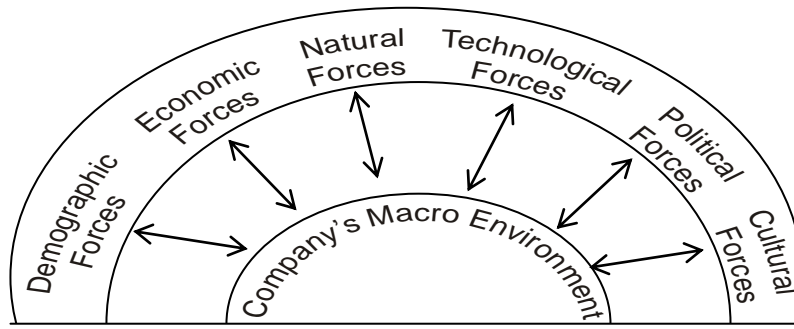 Demographic
Forces
Economic
Forces
Natural
Forces
Technological
Forces
Political
Forces
Cultural
Forces
Company's Macro Environment